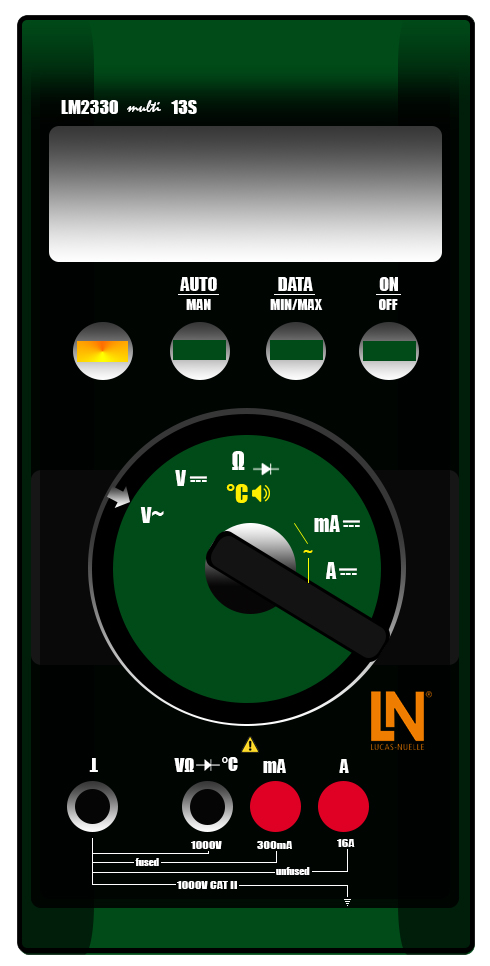 LM2330 multi 13S
AUTO DATA ON
MAN MIN/MAX OFF
Ω
V⎓
°C
V~
mA⎓
~
A⎓
LN®
LUCAS-NUELLE
⊥ VΩ °C mA A
1000V 300mA 16A
fused
unfused
1000V CAT II